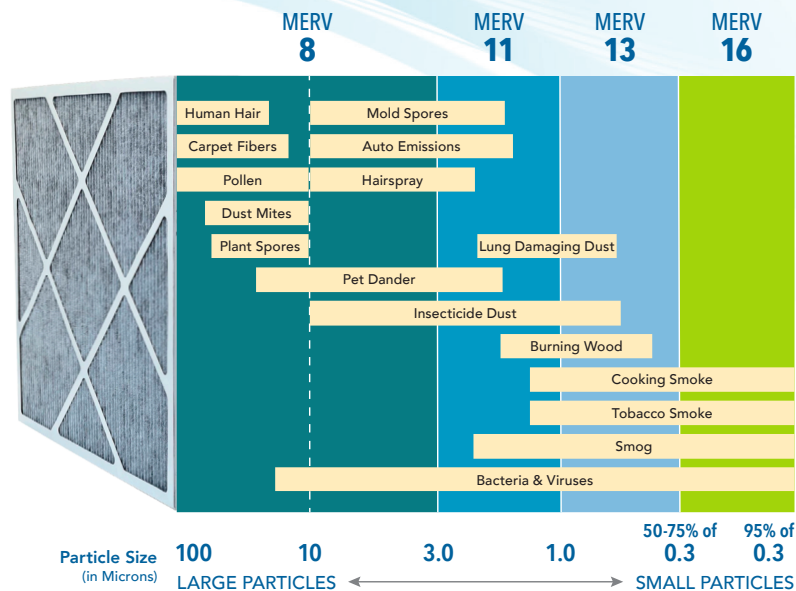 MERV MERV MERV MERV
8 11 13 16
Human Hair Mold Spores
Carpet Fibers Auto Emissions
Pollen Hairspray
Dust Mites
Plant Spores Lung Damaging Dust
Pet Dander
Insecticide Dust
Burning Wood
Cooking Smoke
Tobacco Smoke
Smog
Bacteria & Viruses
50-75% of 95% of
Particle Size 100 10 3.0 1.0 0.3 0.3
(in Microns)
LARGE PARTICLES SMALL PARTICLES